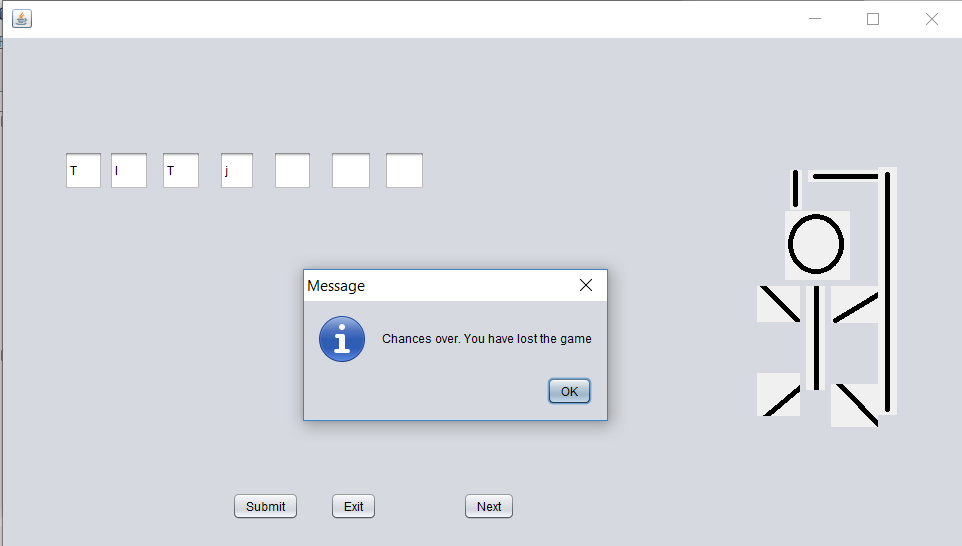 T I T j
Message
Chances over. You have lost the game
OK
Submit Exit Next